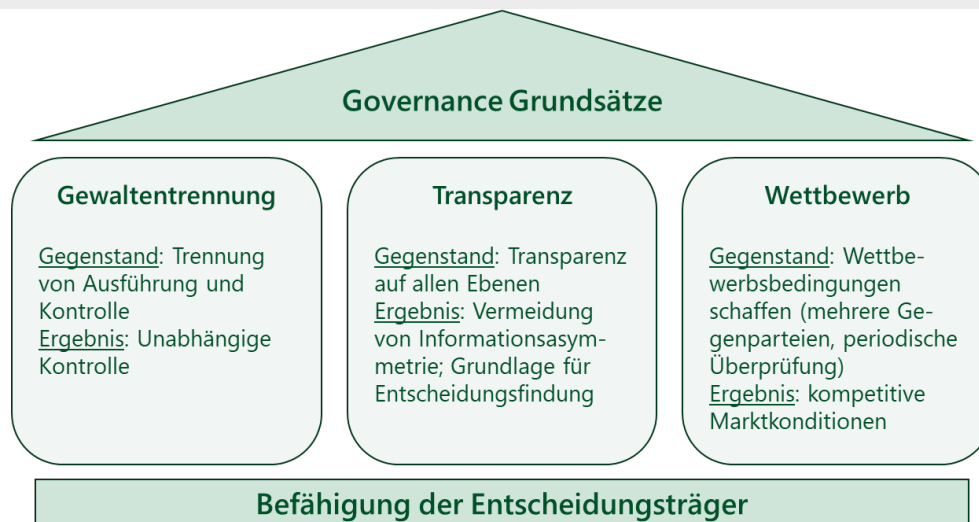 Governance Grundsätze
Gewaltentrennung
Gegenstand: Trennung
von Ausführung und
Kontrolle
Ergebnis: Unabhängige
Kontrolle
Transparenz
Gegenstand: Transparenz
auf allen Ebenen
Ergebnis: Vermeidung
von Informationsasym-
metrie; Grundlage für
Entscheidungsfindung
Wettbewerb
Gegenstand: Wettbe-
werbsbedingungen
schaffen (mehrere Ge-
genparteien, periodische
Überprüfung)
Ergebnis: kompetitive
Marktkonditionen
Befähigung der Entscheidungsträger